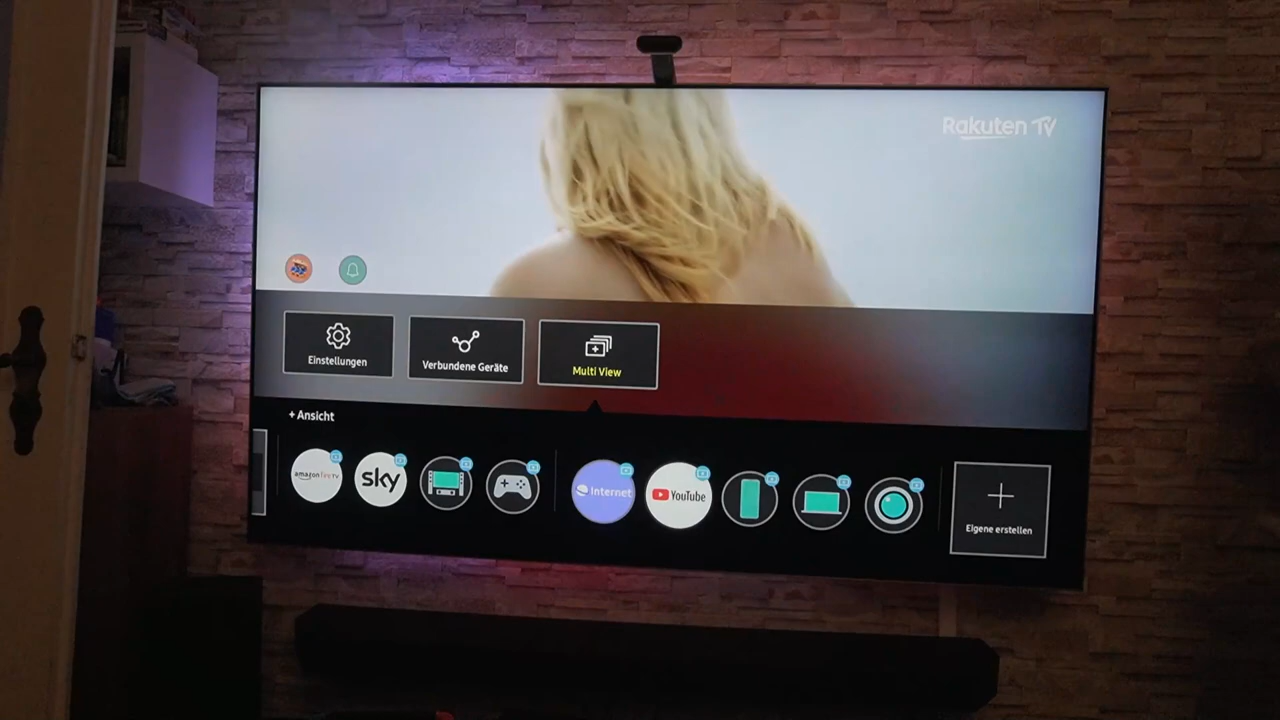 Rakuten TV
Einstellungen
Verbundene Geräte
Multi View
+ Ansicht
amazon fire TV
sky
Internet
YouTube
Eigene erstellen